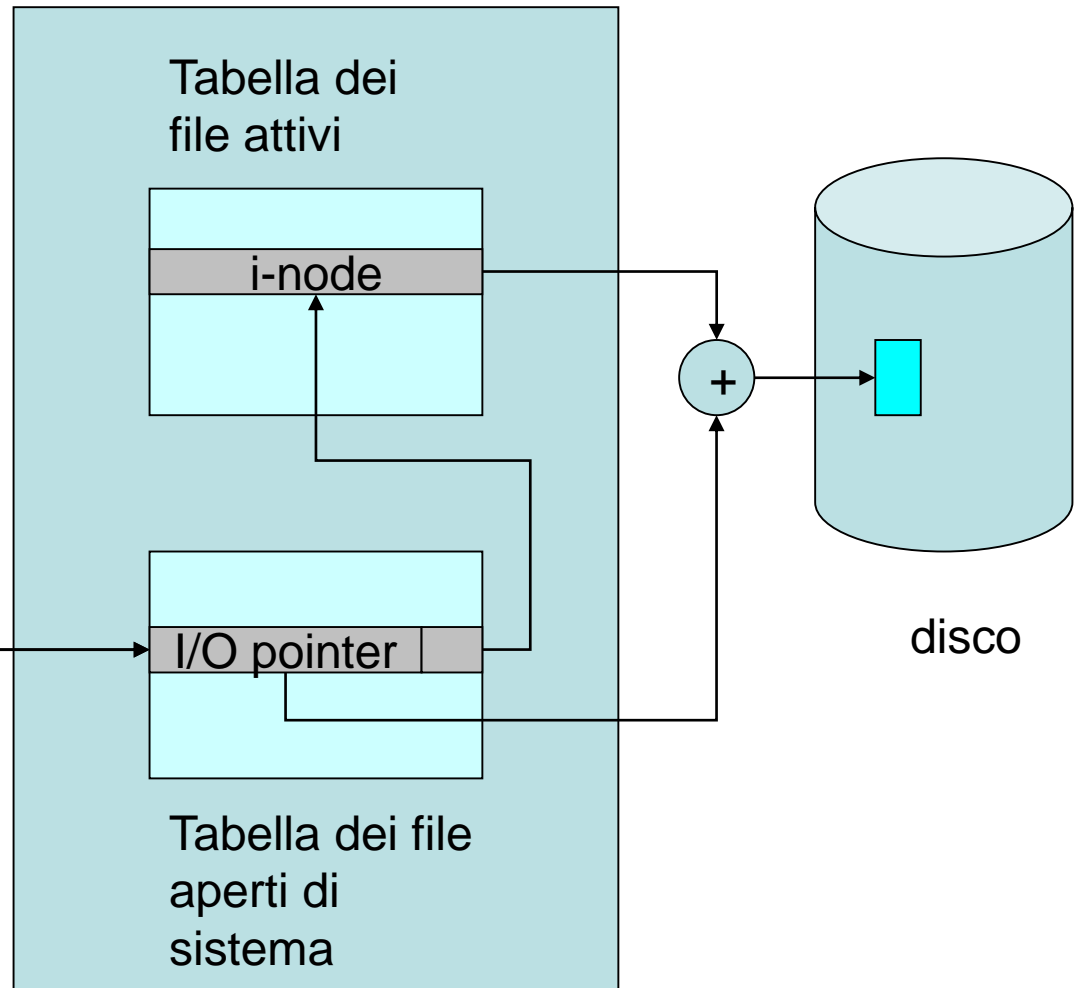 Tabella dei
file attivi
i-node
+
I/O pointer
disco
Tabella dei file
aperti di
sistema